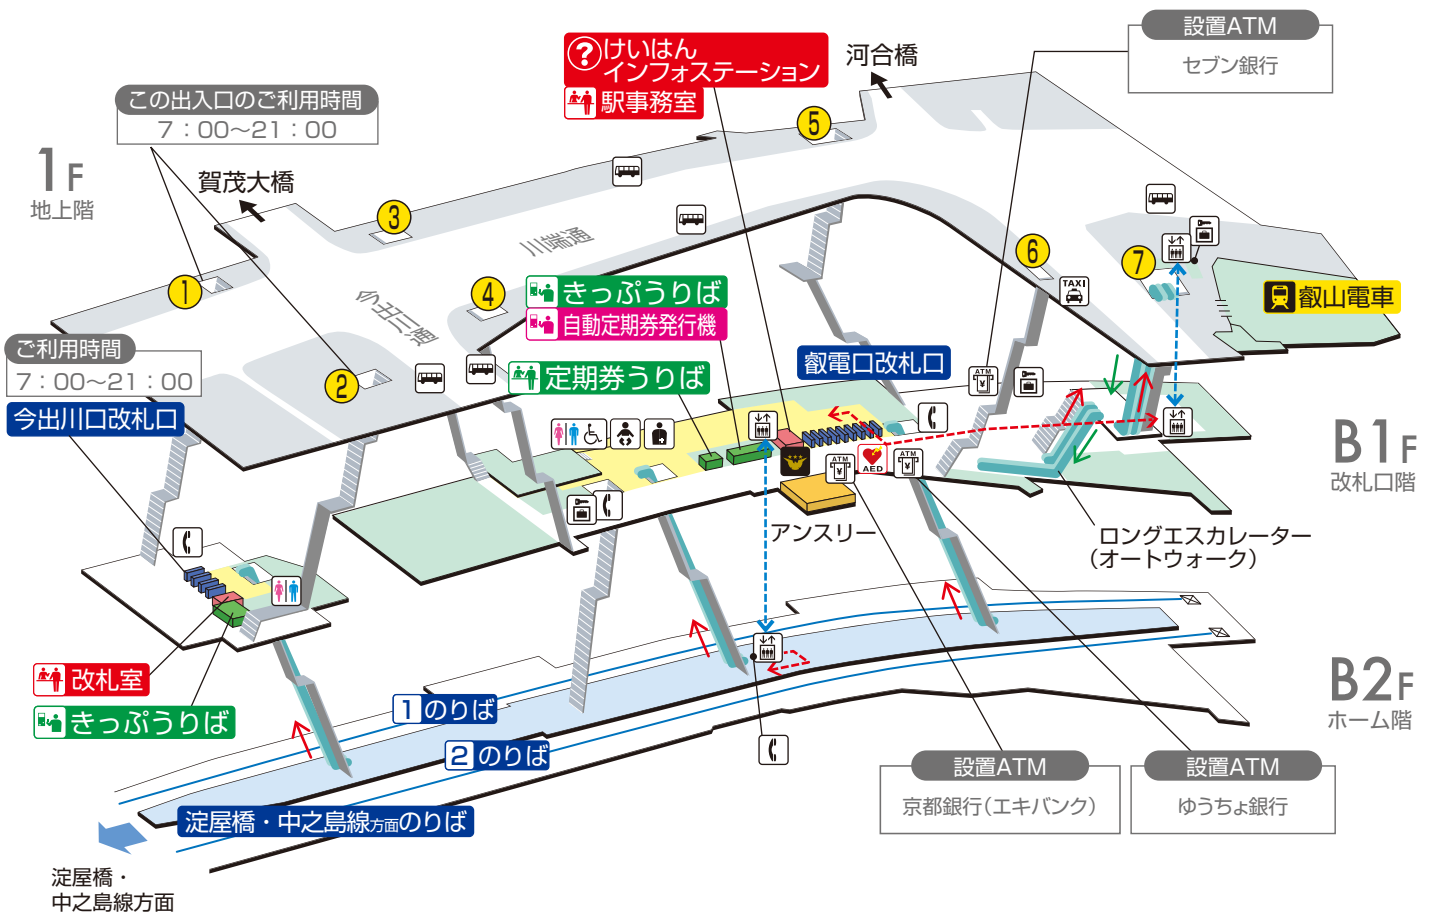 設置ATM
セブン銀行
?
けいはん
インフォステーション
駅事務室
河合橋
この出入口のご利用時間
7：00～21：00
1F
地上階
賀茂大橋
5
3
川端通
1
4
今出川通
6
7
TAXI
叡山電車
きっぷうりば
自動定期券発行機
ご利用時間
7：00～21：00
2
定期券うりば
叡電口改札口
ATM
¥
今出川口改札口
B1F
改札口階
ATM
¥
AED
ATM
¥
アンスリー
ロングエスカレーター
（オートウォーク）
改札室
きっぷうりば
1 のりば
2 のりば
B2F
ホーム階
設置ATM
京都銀行（エキバンク）
設置ATM
ゆうちょ銀行
淀屋橋・中之島線方面のりば
淀屋橋・
中之島線方面